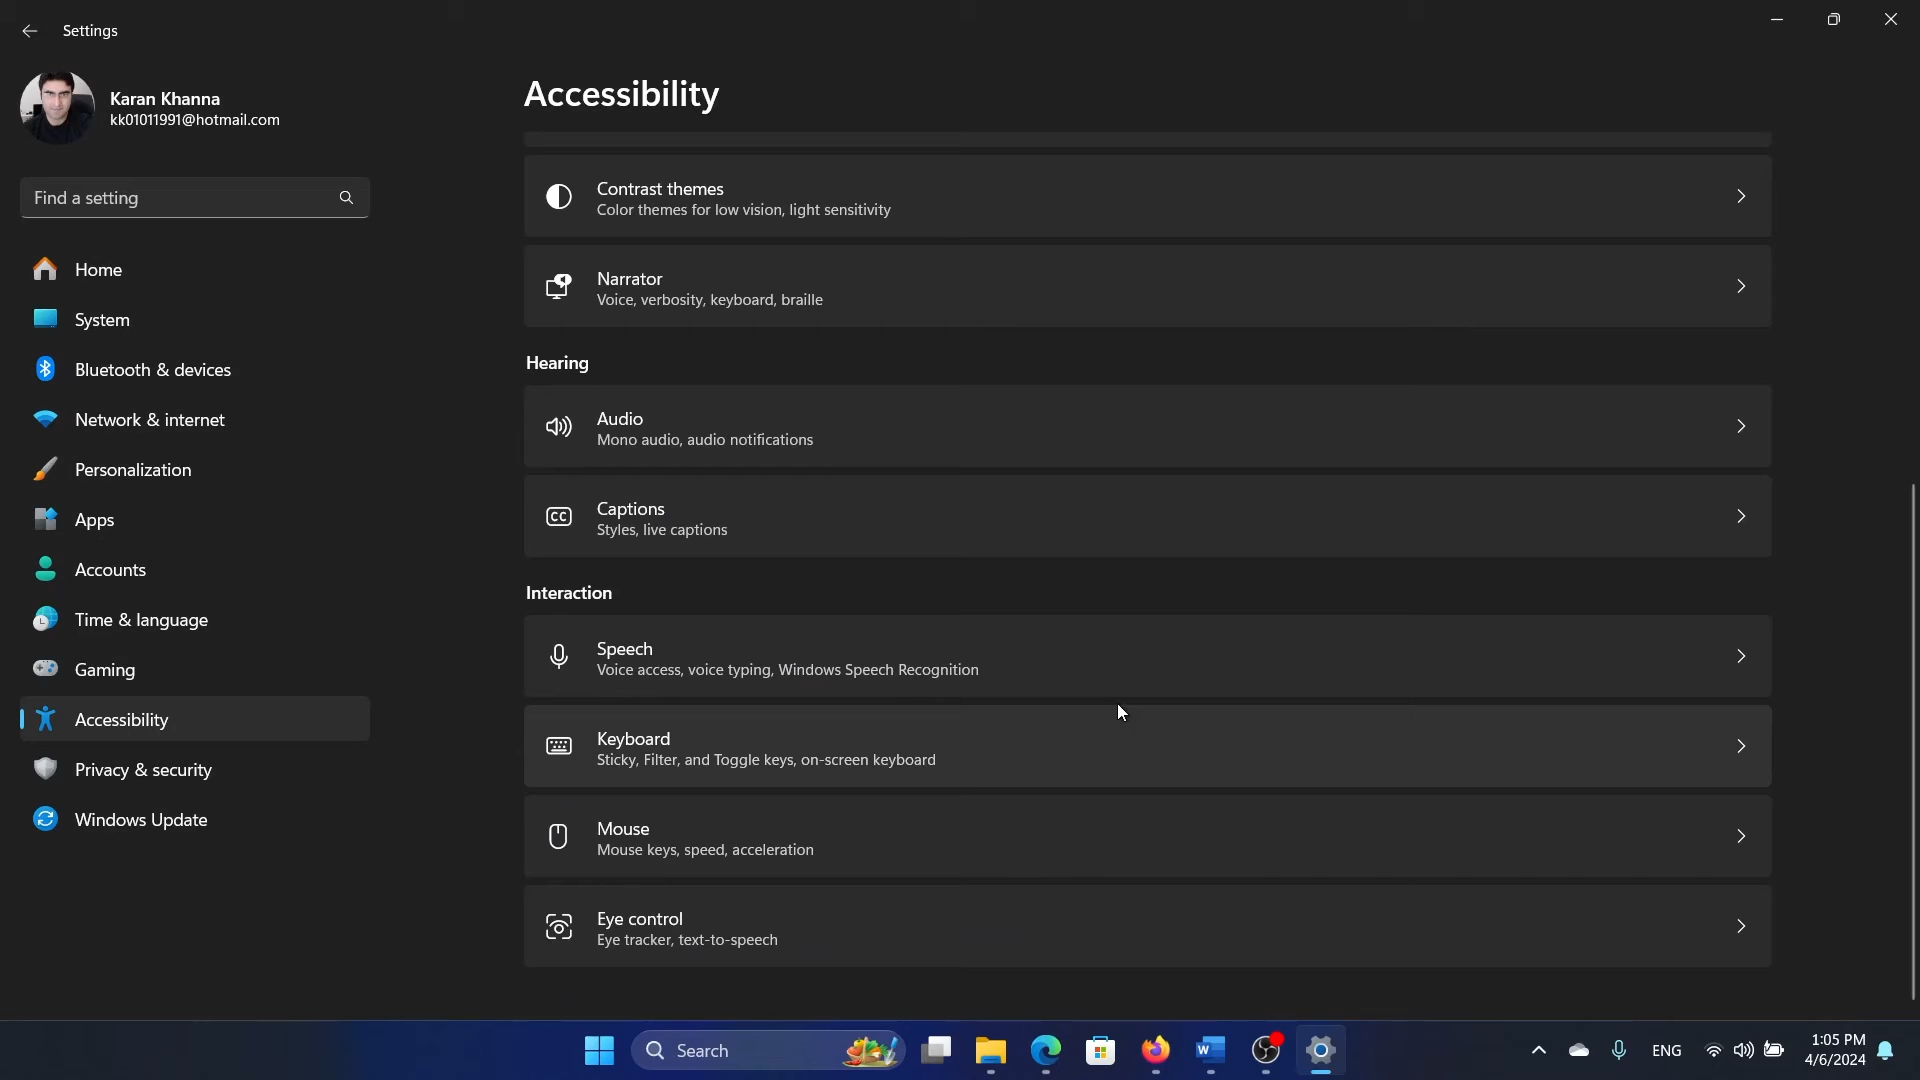 Settings
Karan Khanna
kk01011991@hotmail.com
Find a setting
Home
System
Bluetooth & devices
Network & internet
Personalization
Apps
Accounts
Time & language
Gaming
Accessibility
Privacy & security
Windows Update
Accessibility
Contrast themes
Color themes for low vision, light sensitivity
Narrator
Voice, verbosity, keyboard, braille
Hearing
Audio
Mono audio, audio notifications
CC
Captions
Styles, live captions
Interaction
Speech
Voice access, voice typing, Windows Speech Recognition
Keyboard
Sticky, Filter, and Toggle keys, on-screen keyboard
Mouse
Mouse keys, speed, acceleration
Eye control
Eye tracker, text-to-speech
Search
W
ENG
1:05 PM
4/6/2024